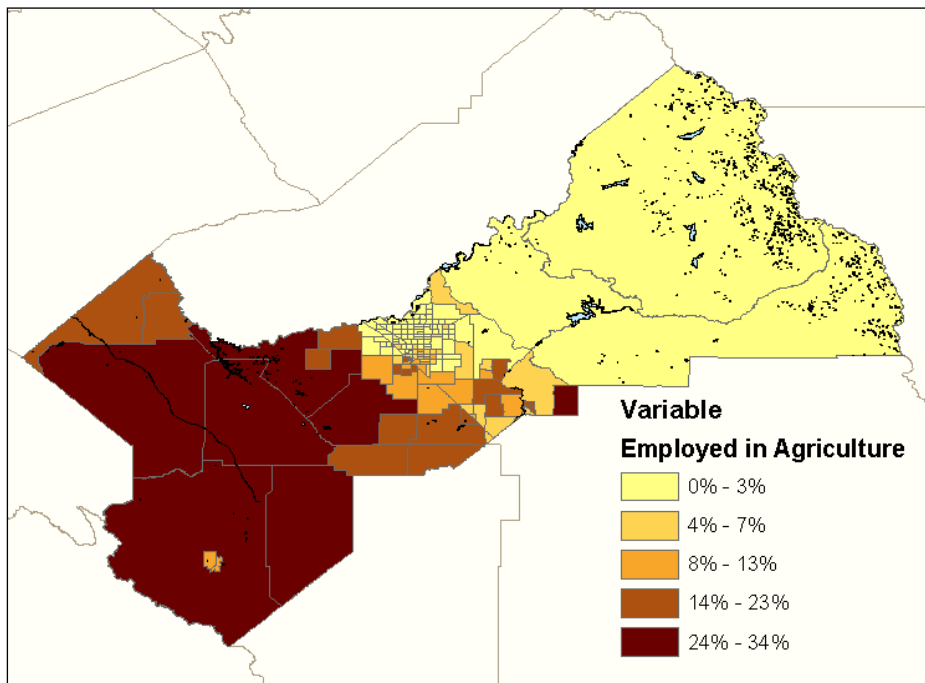 Variable
Employed in Agriculture
0% - 3%
4% - 7%
8% - 13%
14% - 23%
24% - 34%